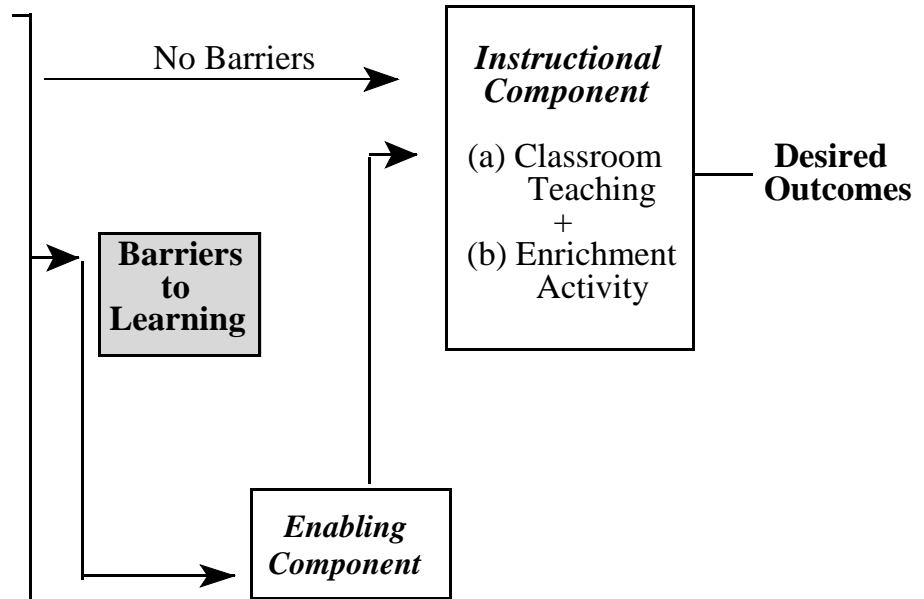 No Barriers
Instructional
Component
(a) Classroom
Teaching
+
(b) Enrichment
Activity
Desired
Outcomes
Barriers
to
Learning
Enabling
Component